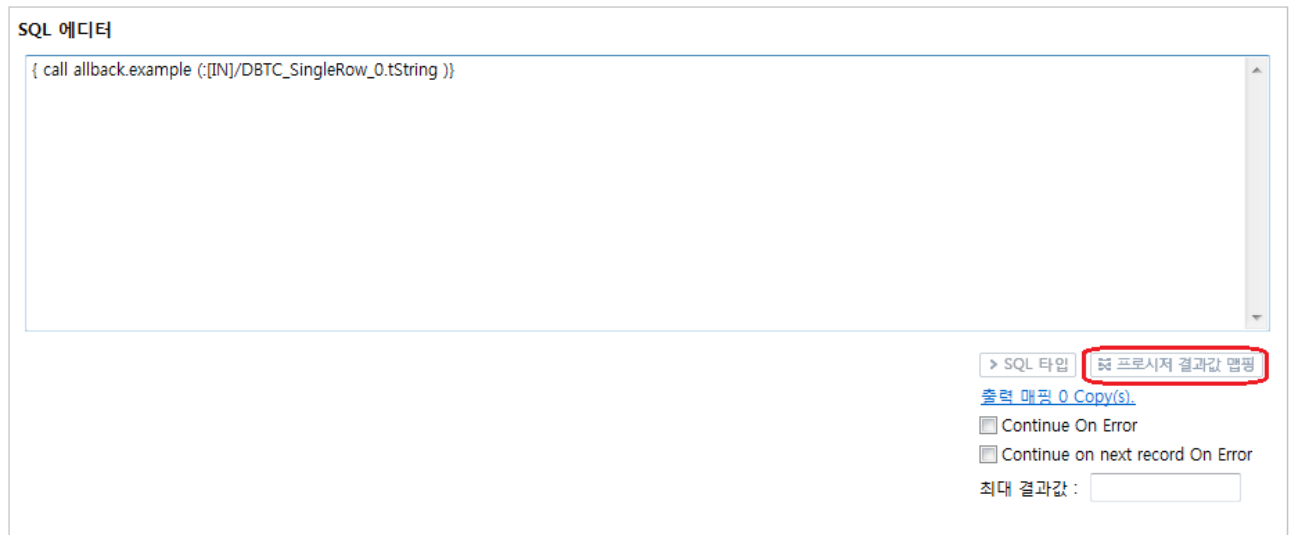 SQL 에디터
{ call allback.example (:[IN]/DBTC_SingleRow_0.tString )}
> SQL 타입 프로시저 결과값 맵핑
출력 매핑 0 Copy(s).
Continue On Error
Continue on next record On Error
최대 결과값 :